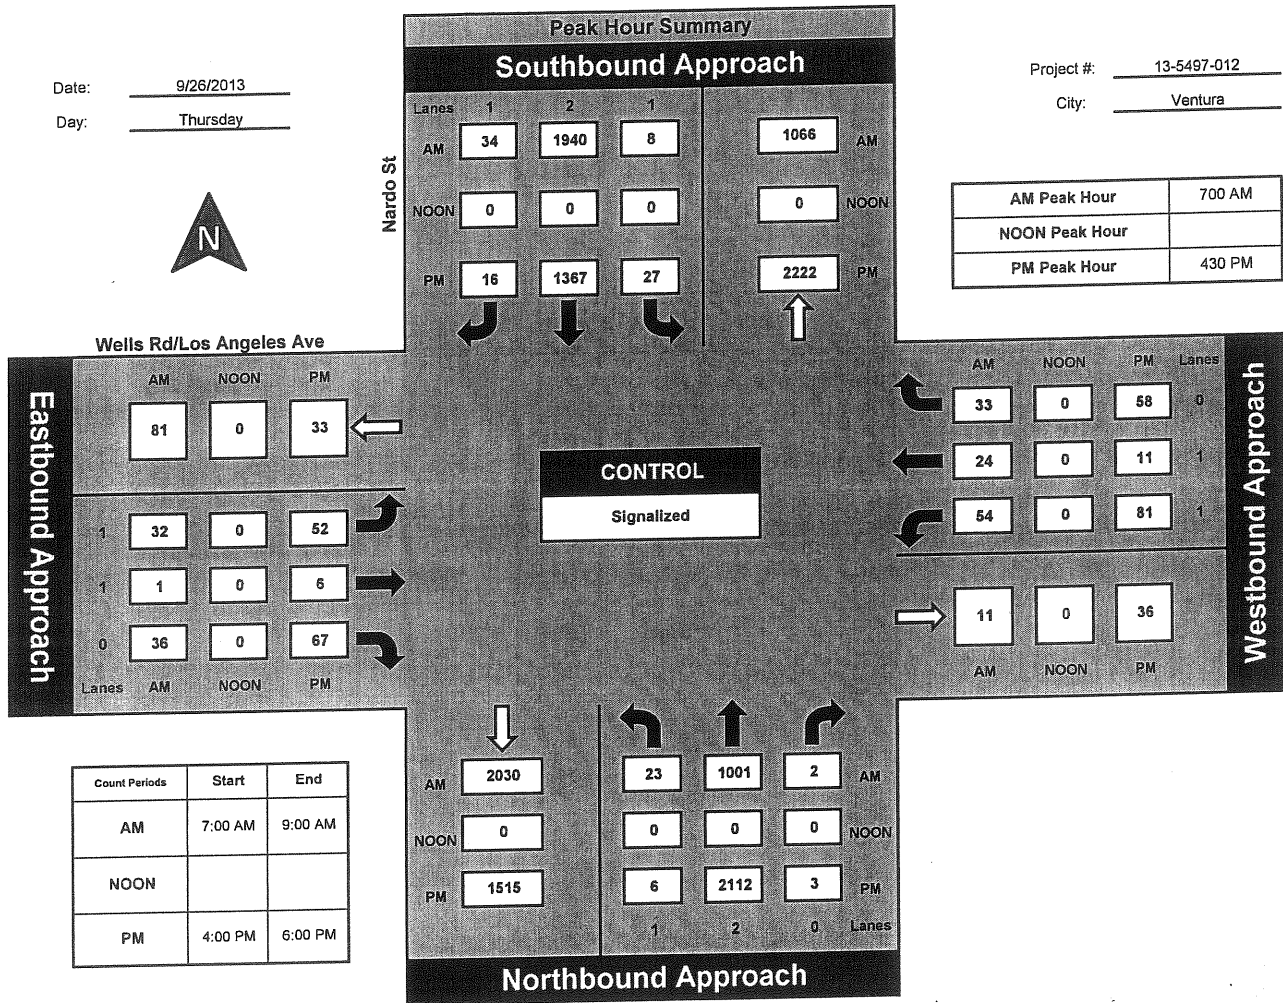 Peak Hour Summary
Southbound Approach
Date: 9/26/2013
Day: Thursday
Project #: 13-5497-012
City: Ventura
N
Nardo St
Lanes 1 2 1
AM 34 1940 8 1066 AM
NOON 0 0 0 0 NOON
PM 16 1367 27 2222 PM
AM Peak Hour 700 AM
NOON Peak Hour
PM Peak Hour 430 PM
Wells Rd/Los Angeles Ave
Eastbound Approach
AM NOON PM
81 0 33
1 32 0 52
1 1 0 6
0 36 0 67
Lanes AM NOON PM
CONTROL
Signalized
AM NOON PM Lanes
33 0 58 0
24 0 11 1
54 0 81 1
11 0 36
AM NOON PM
Westbound Approach
Count Periods Start End
AM 7:00 AM 9:00 AM
NOON
PM 4:00 PM 6:00 PM
AM 2030 23 1001 2 AM
NOON 0 0 0 0 NOON
PM 1515 6 2112 3 PM
1 2 0 Lanes
Northbound Approach